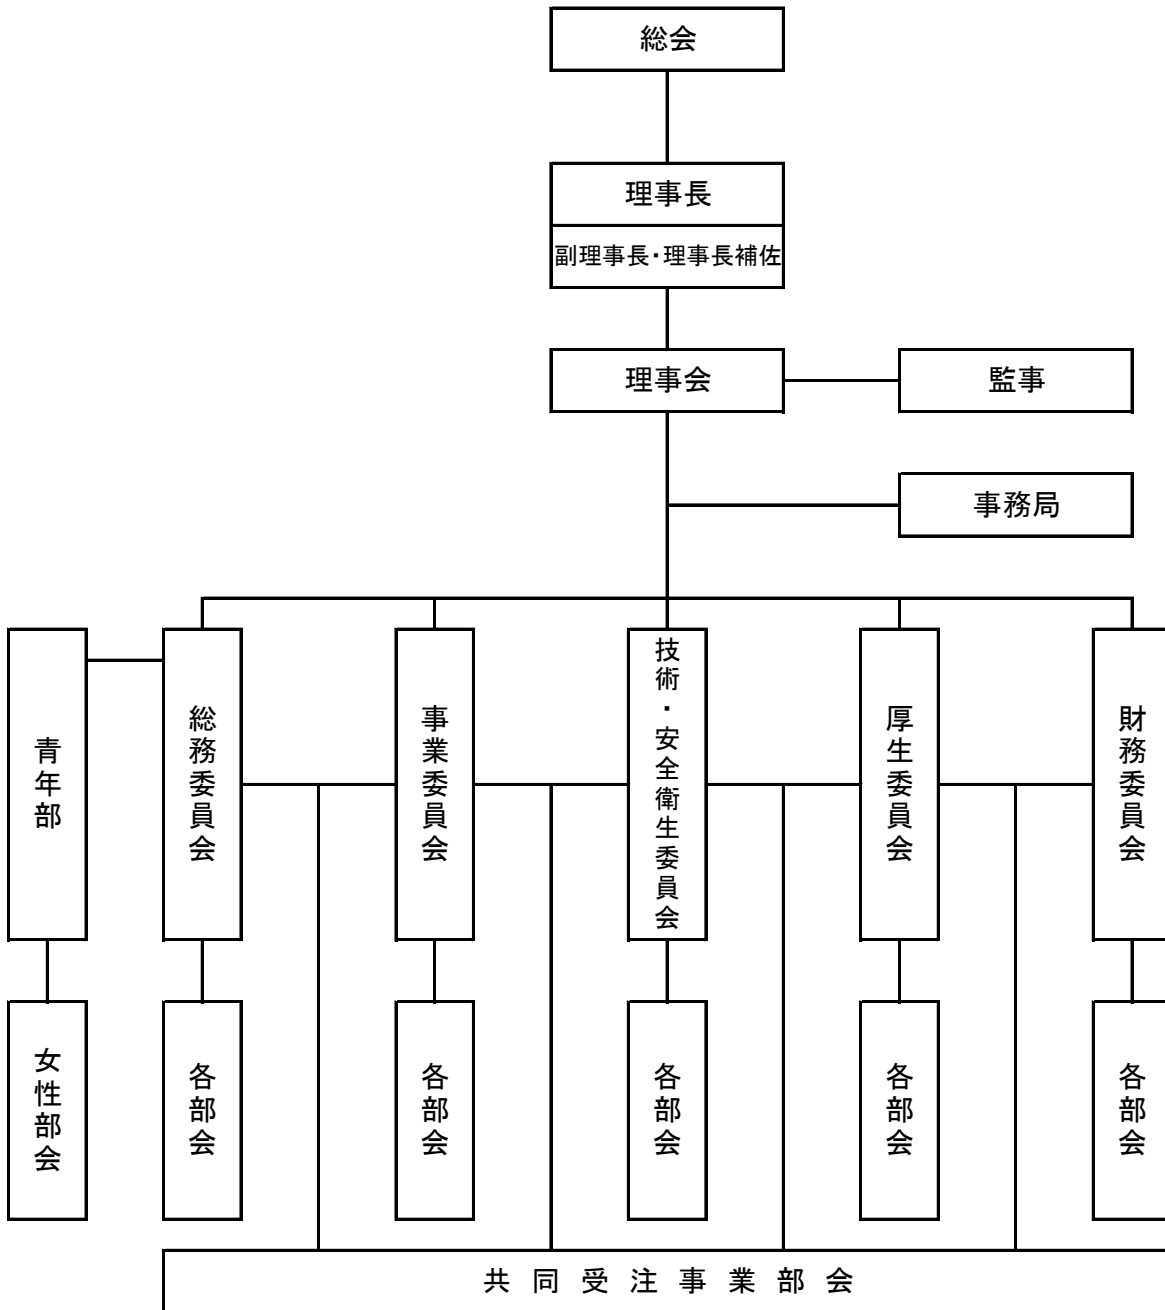 総会
理事長
副理事長・理事長補佐
理事会
監事
事務局
青年部
総務委員会
事業委員会
技術・安全衛生委員会
厚生委員会
財務委員会
女性部会
各部会
各部会
各部会
各部会
各部会
共同受注事業部会